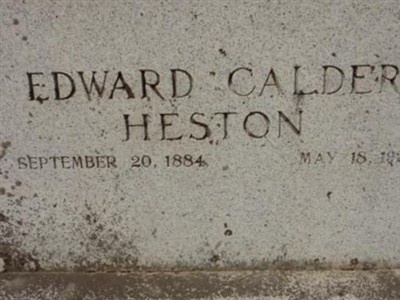 EDWARD CALDER
HESTON
SEPTEMBER 20, 1884 MAY 18,